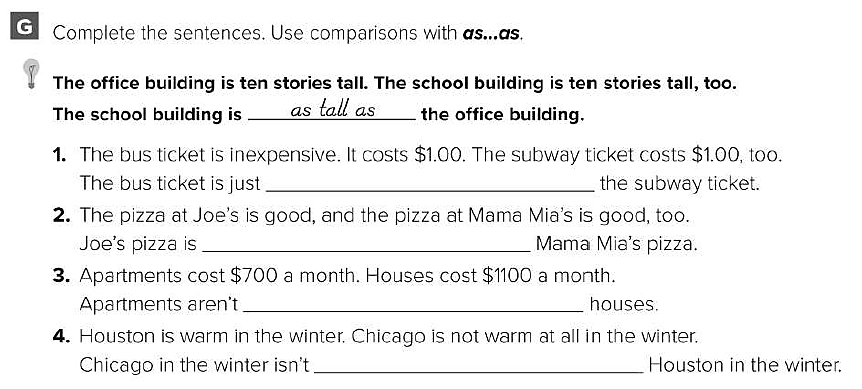 G Complete the sentences. Use comparisons with as...as.
The office building is ten stories tall. The school building is ten stories tall, too.
The school building is as tall as the office building.
1. The bus ticket is inexpensive. It costs $1.00. The subway ticket costs $1.00, too.
The bus ticket is just ____ the subway ticket.
2. The pizza at Joe's is good, and the pizza at Mama Mia's is good, too.
Joe's pizza is ____ Mama Mia's pizza.
3. Apartments cost $700 a month. Houses cost $1100 a month.
Apartments aren't ____ houses.
4. Houston is warm in the winter. Chicago is not warm at all in the winter.
Chicago in the winter isn't ____ Houston in the winter.